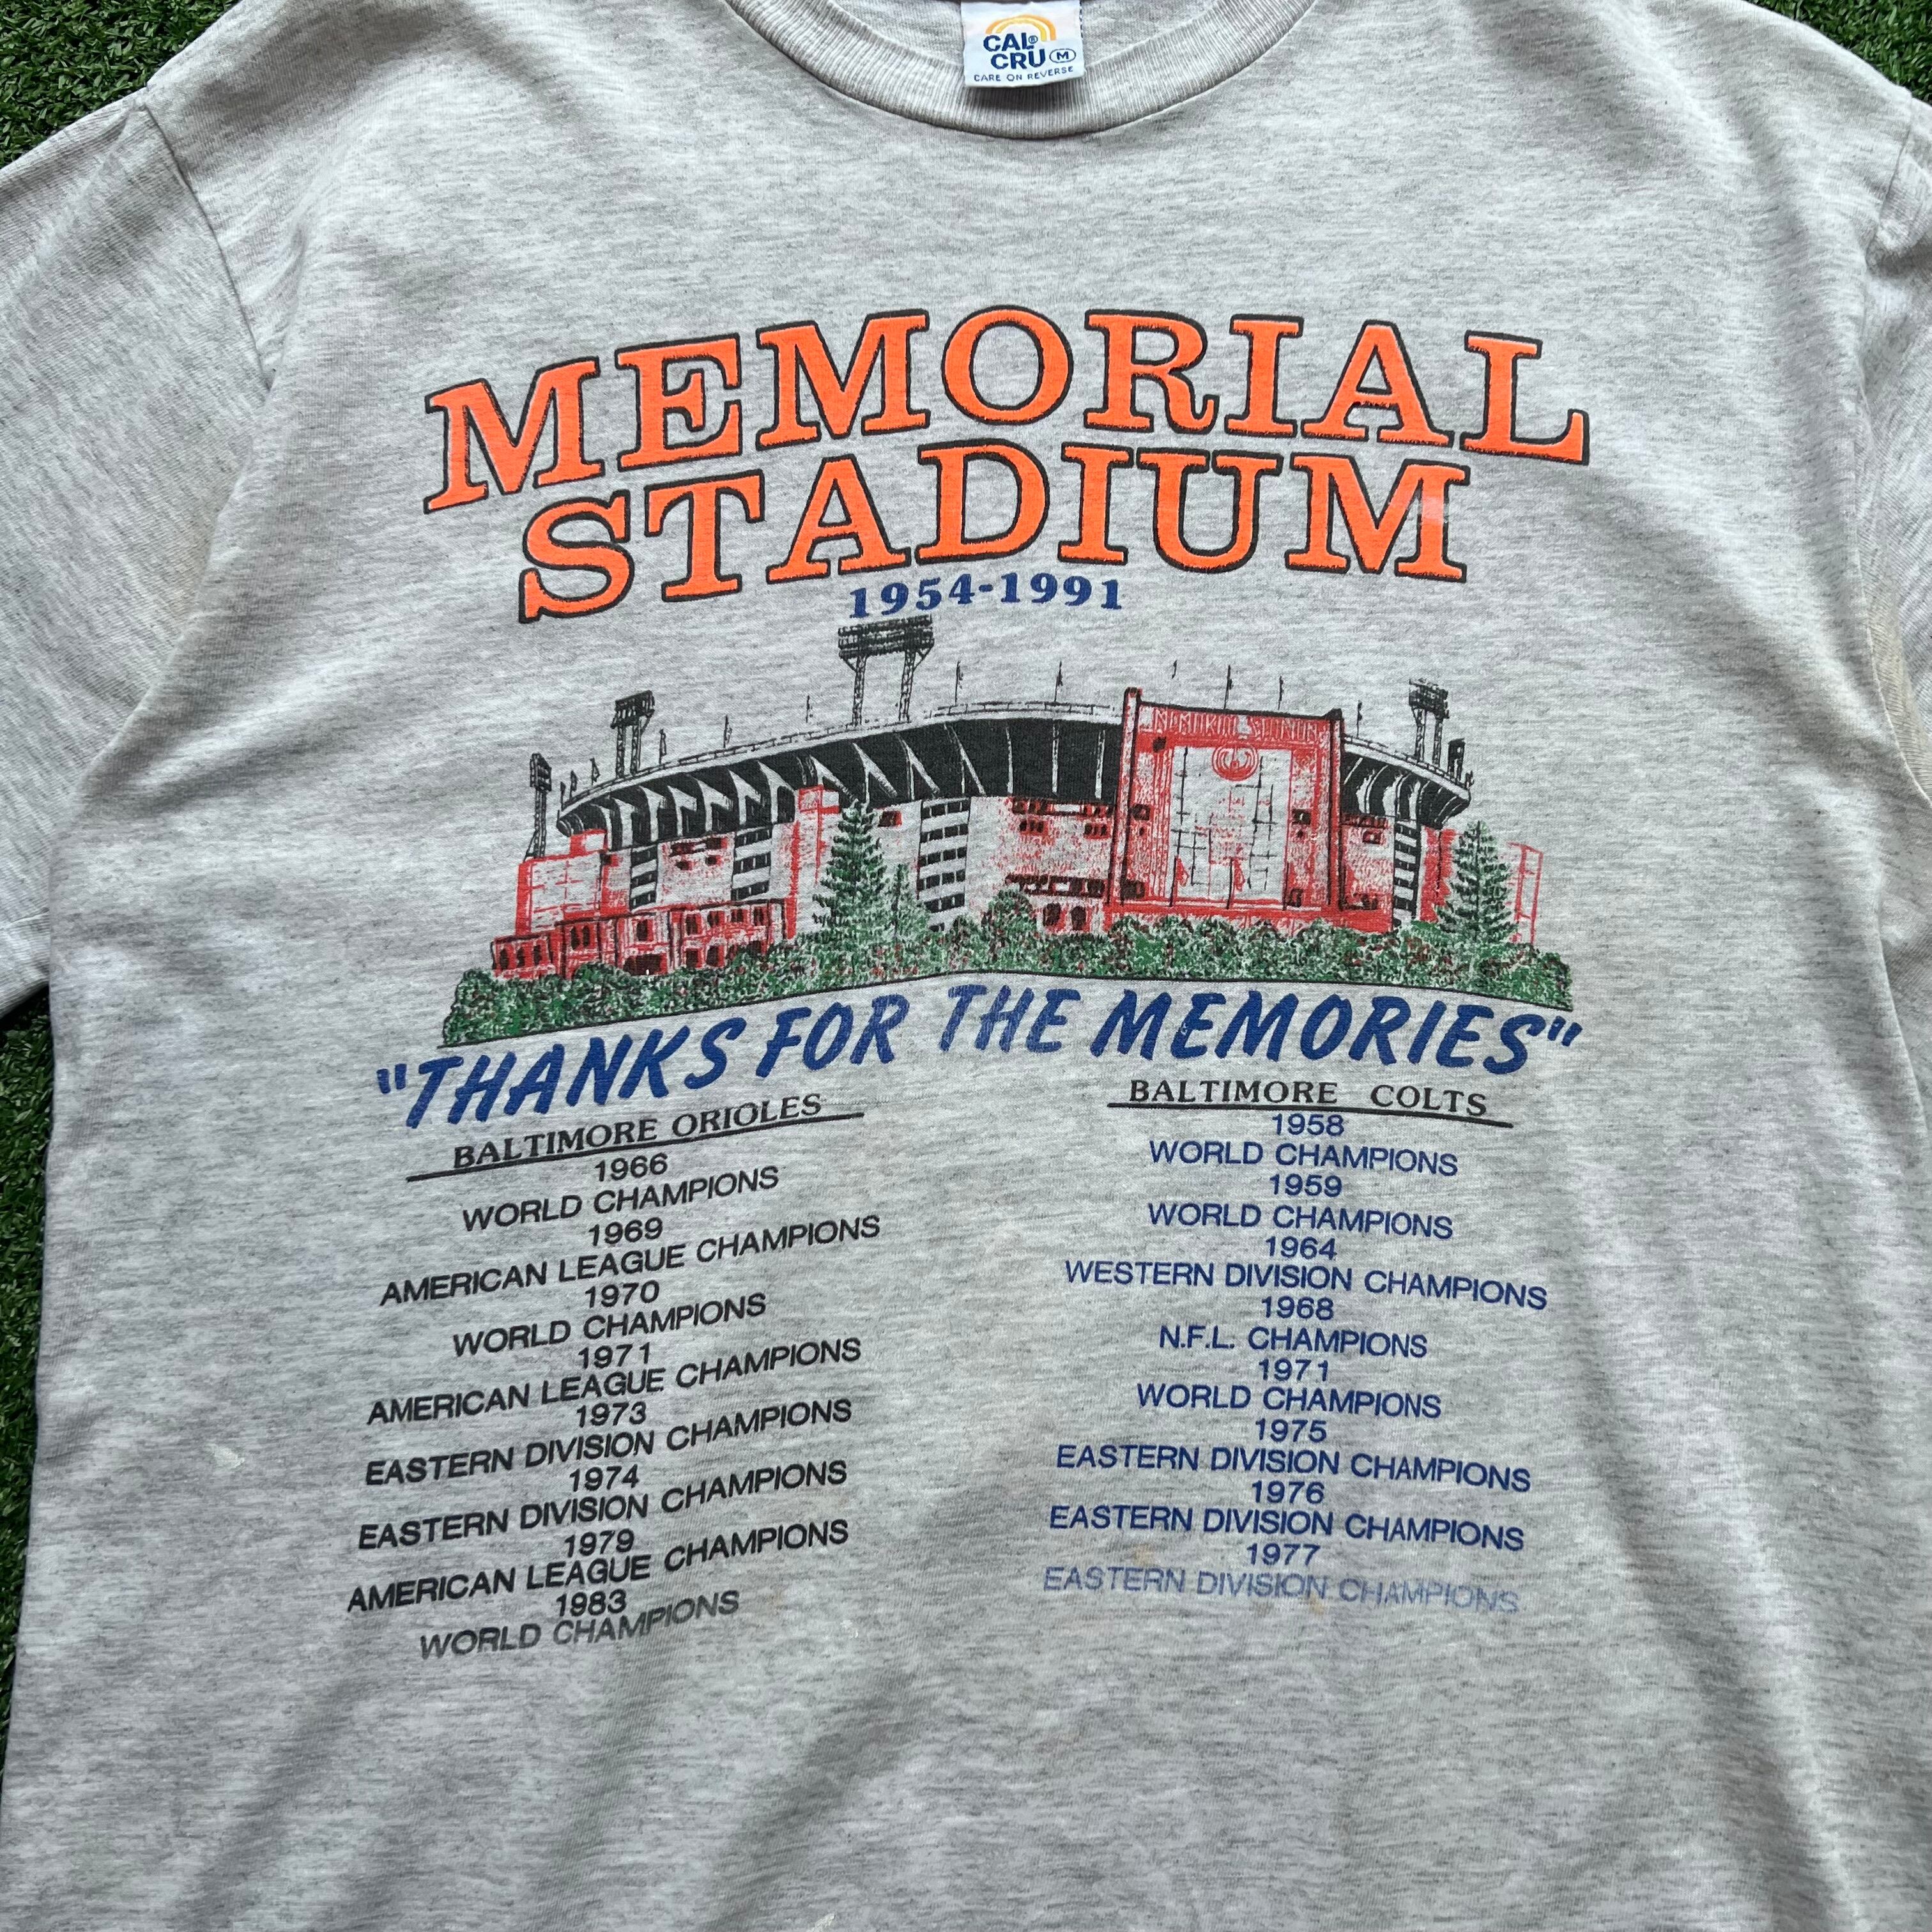 CAL®
CRU M
CARE ON REVERSE
MEMORIAL
STADIUM
1954-1991
MEMORIAL STADIUM
"THANKS FOR THE MEMORIES"
BALTIMORE ORIOLES
1966
WORLD CHAMPIONS
1969
AMERICAN LEAGUE CHAMPIONS
1970
WORLD CHAMPIONS
1971
AMERICAN LEAGUE CHAMPIONS
1973
EASTERN DIVISION CHAMPIONS
1974
EASTERN DIVISION CHAMPIONS
1979
AMERICAN LEAGUE CHAMPIONS
1983
WORLD CHAMPIONS
BALTIMORE COLTS
1958
WORLD CHAMPIONS
1959
WORLD CHAMPIONS
1964
WESTERN DIVISION CHAMPIONS
1968
N.F.L. CHAMPIONS
1971
WORLD CHAMPIONS
1975
EASTERN DIVISION CHAMPIONS
1976
EASTERN DIVISION CHAMPIONS
1977
EASTERN DIVISION CHAMPIONS